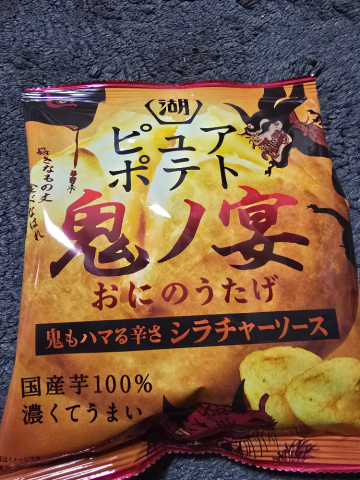 湖
ピュア
ポテト
鬼ノ宴
おにのうたげ
鬼もハマる辛さ シラチャーソース
国産芋100%
濃くてうまい